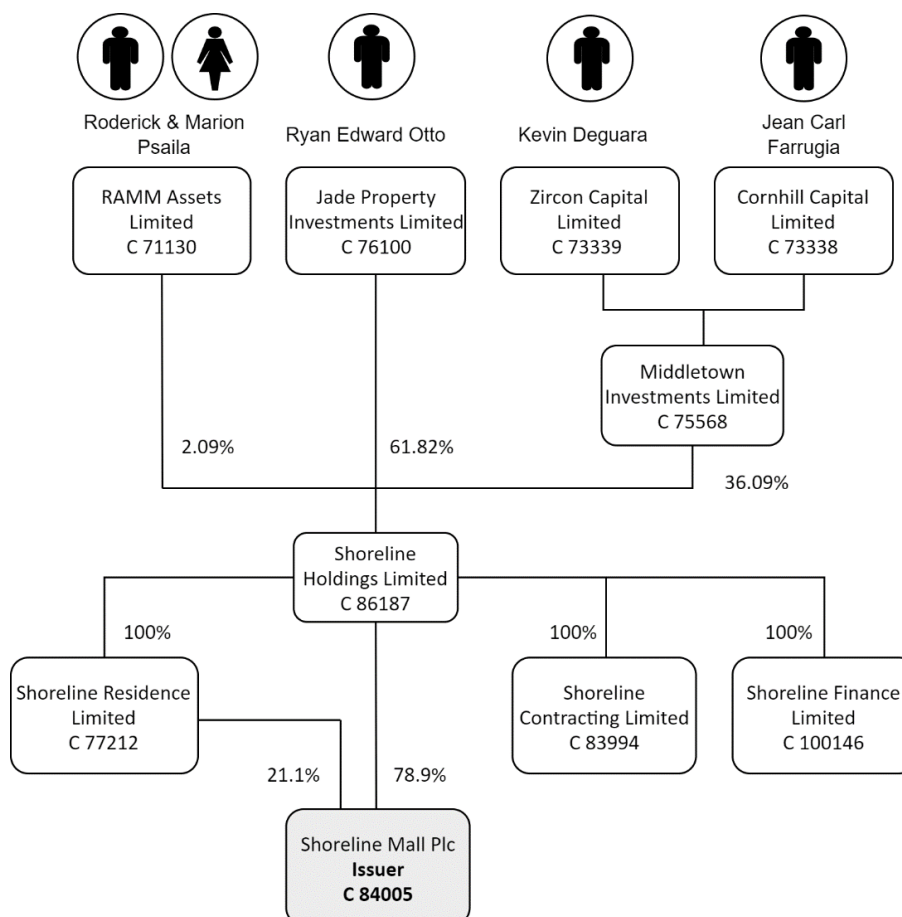 Roderick & Marion
Psaila
Ryan Edward Otto
Kevin Deguara
Jean Carl
Farrugia
RAMM Assets
Limited
C 71130
Jade Property
Investments Limited
C 76100
Zircon Capital
Limited
C 73339
Cornhill Capital
Limited
C 73338
Middletown
Investments Limited
C 75568
2.09%
61.82%
36.09%
Shoreline
Holdings Limited
C 86187
100%
100%
100%
Shoreline Residence
Limited
C 77212
Shoreline
Contracting Limited
C 83994
Shoreline Finance
Limited
C 100146
21.1%
78.9%
Shoreline Mall Plc
Issuer
C 84005